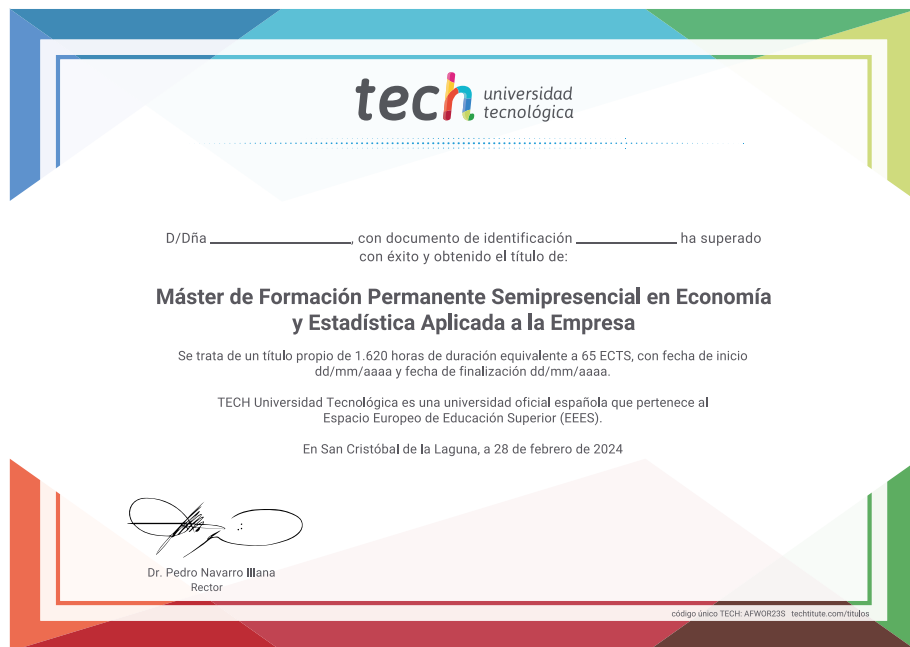 tech universidad
tecnológica
D/Dña ______________, con documento de identificación __________ ha superado
con éxito y obtenido el título de:
Máster de Formación Permanente Semipresencial en Economía
y Estadística Aplicada a la Empresa
Se trata de un título propio de 1.620 horas de duración equivalente a 65 ECTS, con fecha de inicio
dd/mm/aaaa y fecha de finalización dd/mm/aaaa.
TECH Universidad Tecnológica es una universidad oficial española que pertenece al
Espacio Europeo de Educación Superior (EEES).
En San Cristóbal de la Laguna, a 28 de febrero de 2024
Dr. Pedro Navarro Illana
Rector
código único TECH: AFWOR23S techtitute.com/titulos